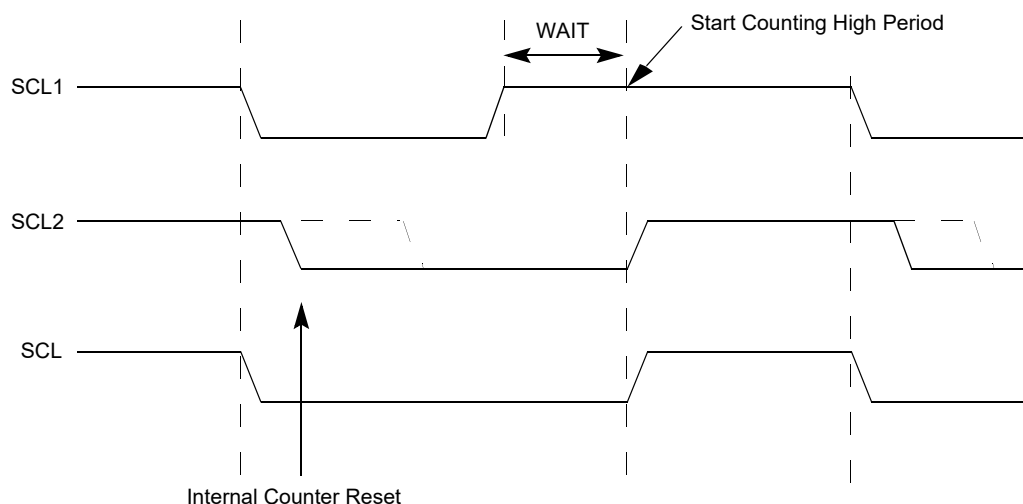 Start Counting High Period
WAIT
SCL1
SCL2
SCL
Internal Counter Reset